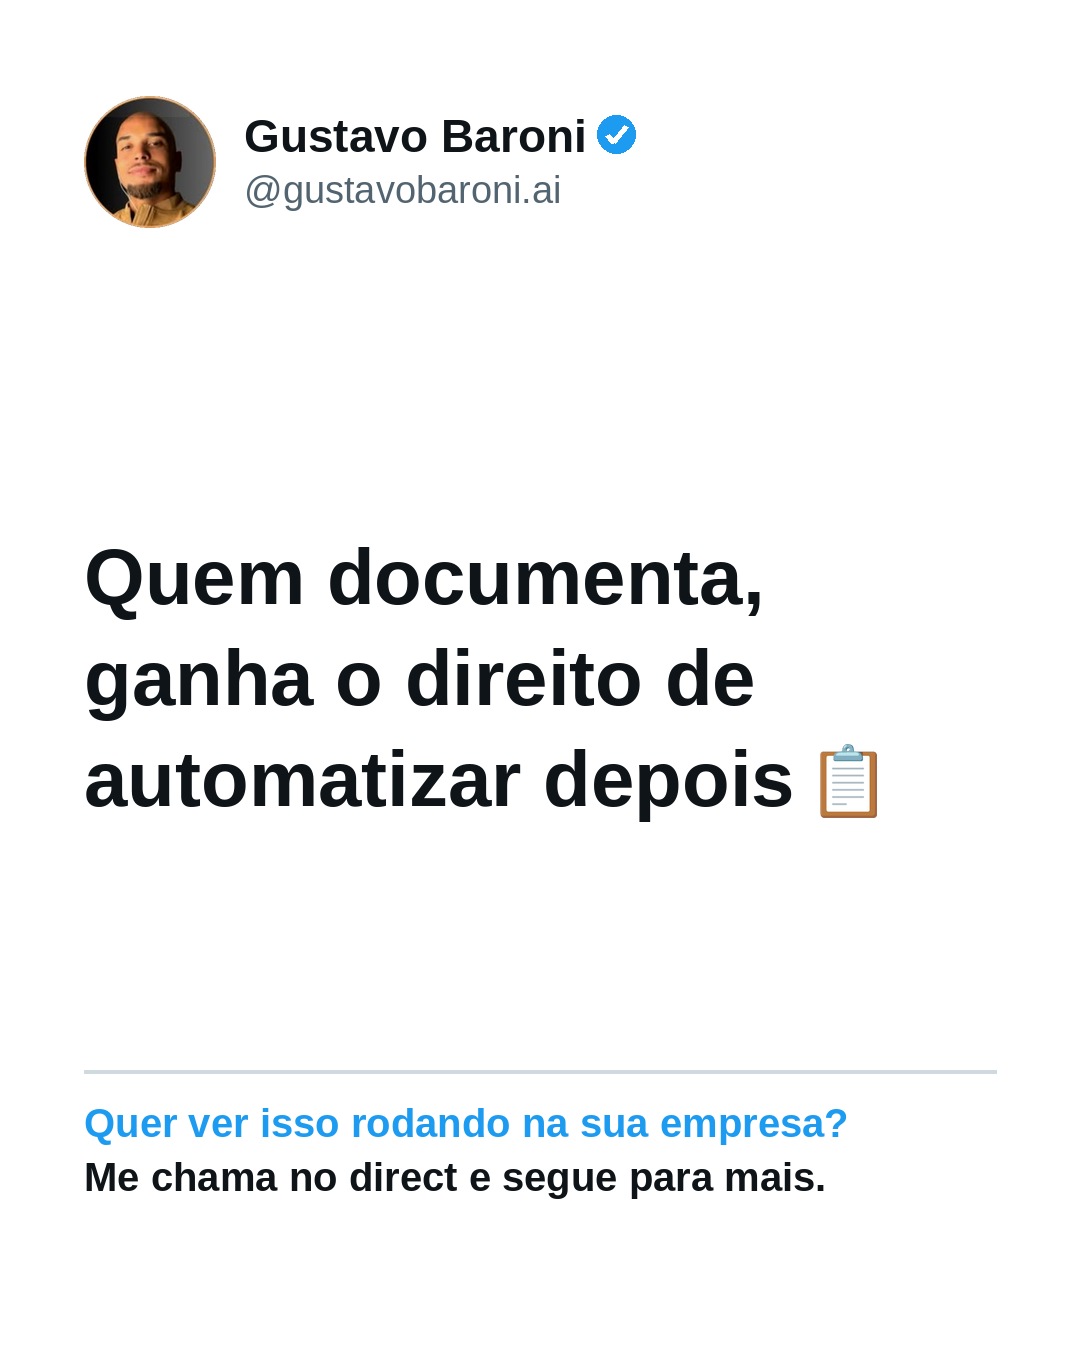 Gustavo Baroni
@gustavobaroni.ai
Quem documenta,
ganha o direito de
automatizar depois 📋
Quer ver isso rodando na sua empresa?
Me chama no direct e segue para mais.